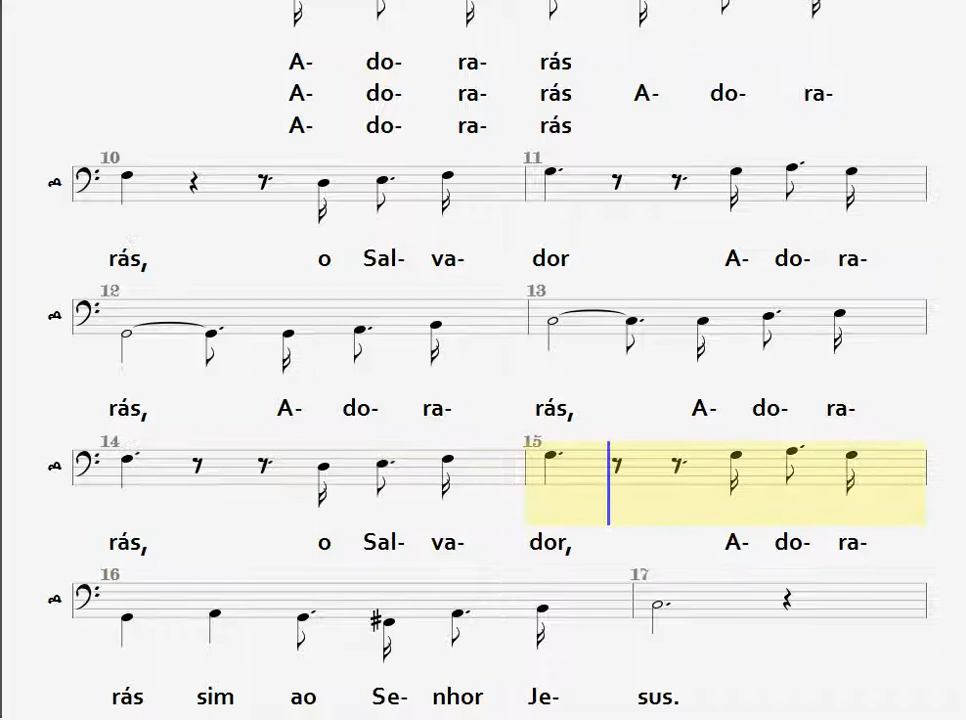 A- do- ra- rás
A- do- ra- rás A- do- ra-
A- do- ra- rás
10 11
B
rás, o Sal- va- dor A- do- ra-
12 13
B
rás, A- do- ra- rás, A- do- ra-
14 15
B
rás, o Sal- va- dor, A- do- ra-
16 17
B
rás sim ao Se- nhor Je- sus.